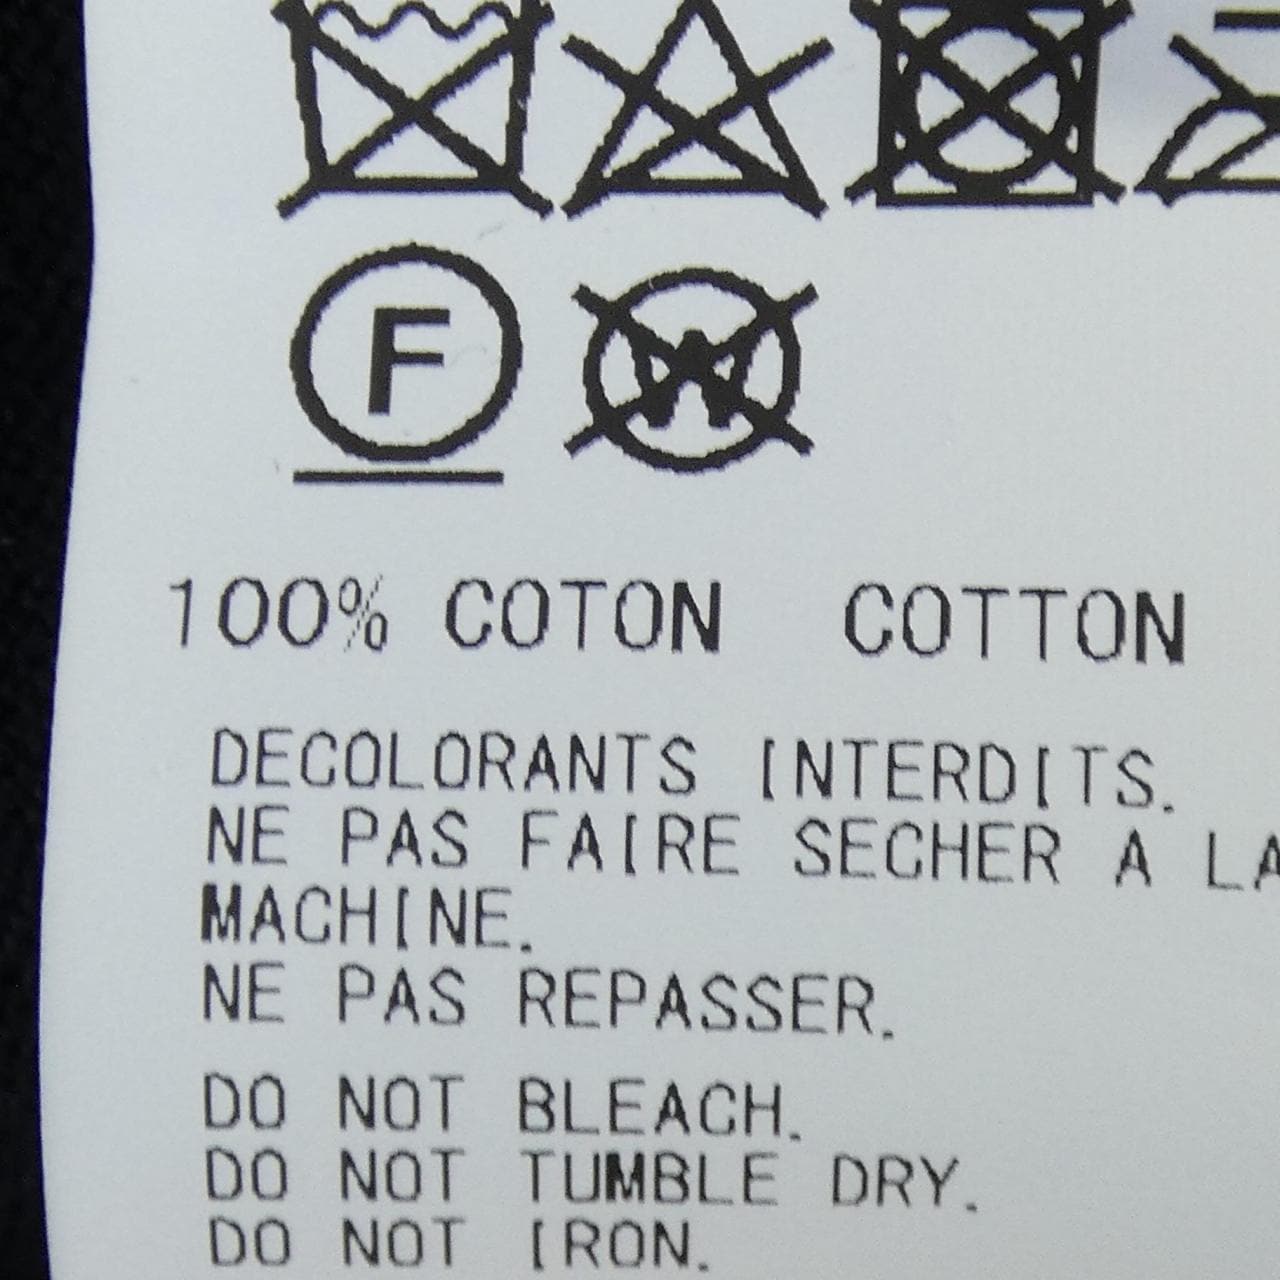 F
W
100% COTON COTTON
DECOLORANTS INTERDITS.
NE PAS FAIRE SECHER A LA
MACHINE.
NE PAS REPASSER.
DO NOT BLEACH.
DO NOT TUMBLE DRY.
DO NOT IRON.